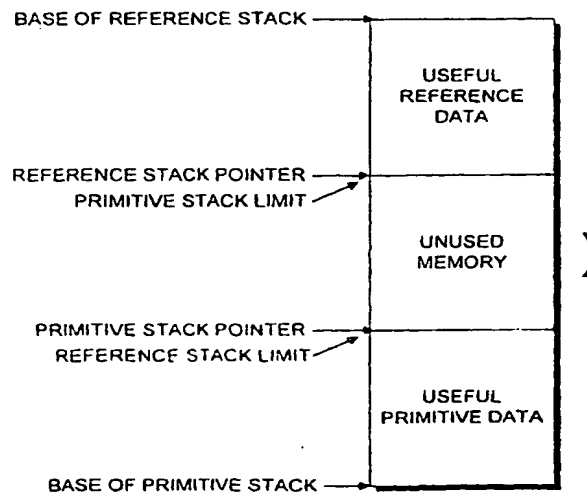 BASE OF REFERENCE STACK
USEFUL
REFERENCE
DATA
REFERENCE STACK POINTER
PRIMITIVE STACK LIMIT
UNUSED
MEMORY
PRIMITIVE STACK POINTER
REFERENCE STACK LIMIT
USEFUL
PRIMITIVE DATA
BASE OF PRIMITIVE STACK